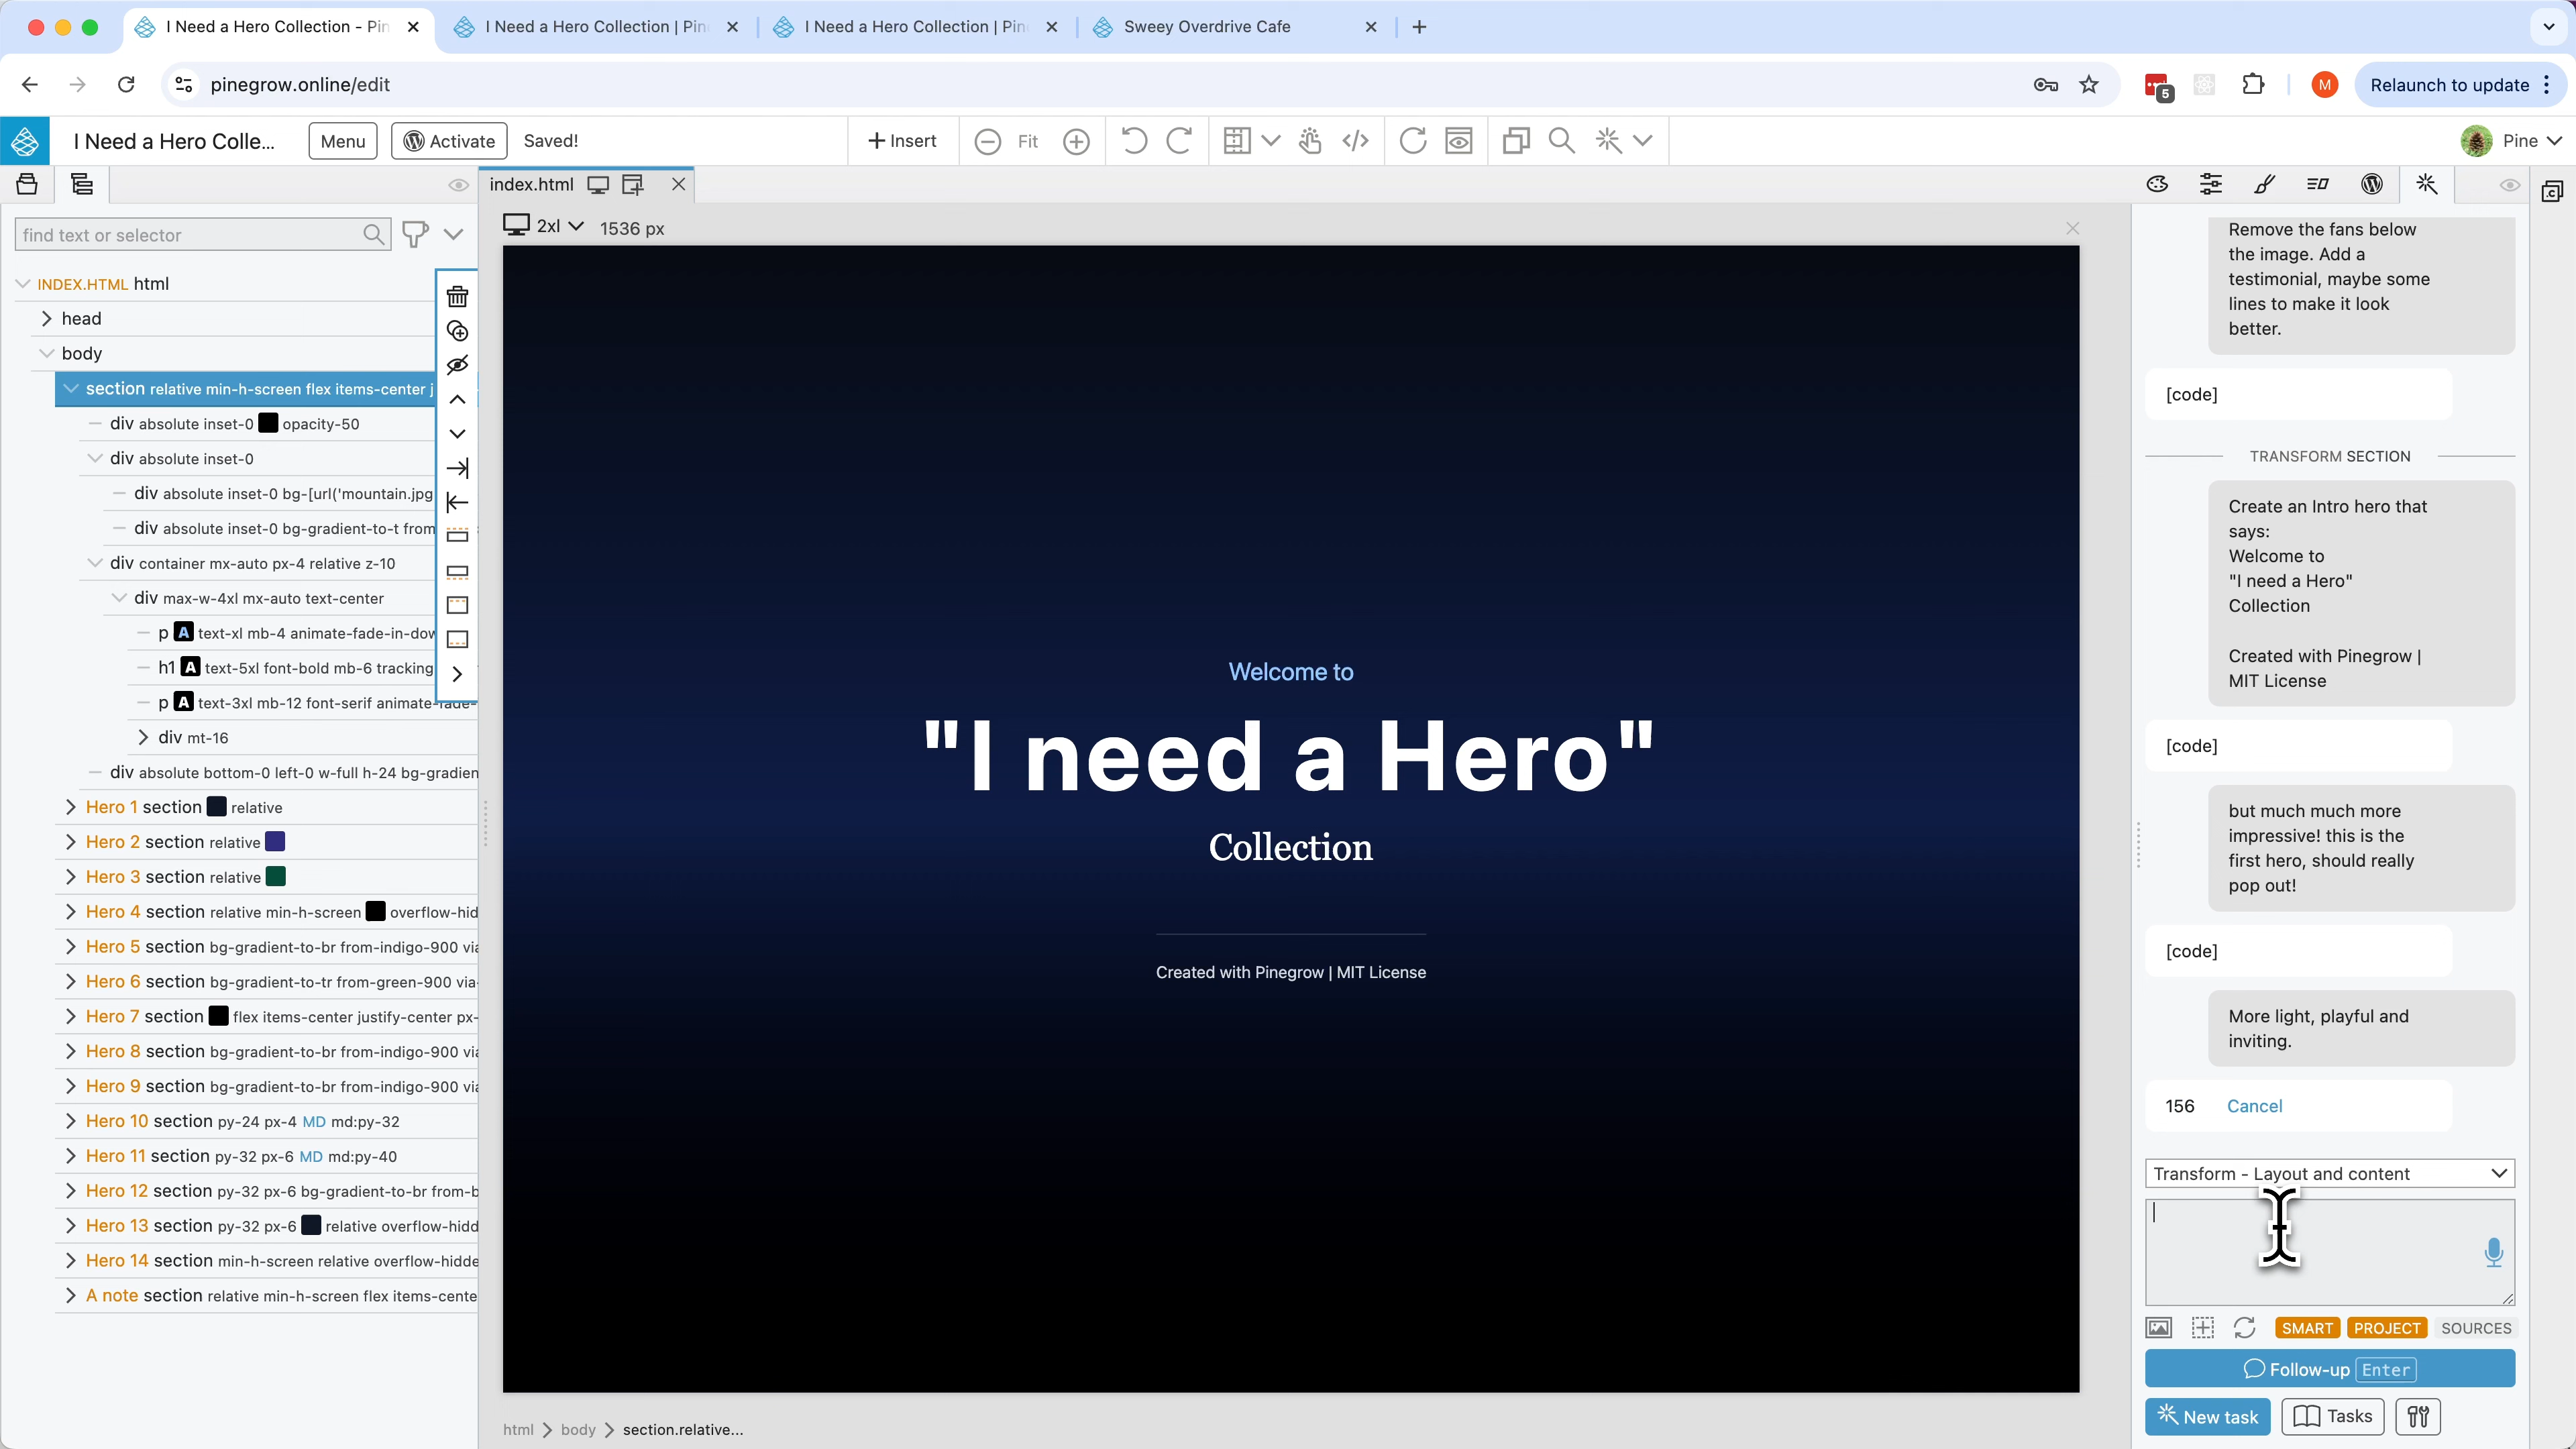 I Need a Hero Collection - Pin
I Need a Hero Collection | Pin
I Need a Hero Collection | Pin
Sweey Overdrive Cafe
pinegrow.online/edit
5
M
Relaunch to update
I Need a Hero Colle...
Menu
Activate
Saved!
Insert
Fit
Pine
find text or selector
INDEX.HTML html
head
body
section relative min-h-screen flex items-center j
div absolute inset-0 opacity-50
div absolute inset-0
div absolute inset-0 bg-[url('mountain.jpg
div absolute inset-0 bg-gradient-to-t from
div container mx-auto px-4 relative z-10
div max-w-4xl mx-auto text-center
p A text-xl mb-4 animate-fade-in-dow
h1 A text-5xl font-bold mb-6 tracking
p A text-3xl mb-12 font-serif animate-fade-
div mt-16
div absolute bottom-0 left-0 w-full h-24 bg-gradien
Hero 1 section relative
Hero 2 section relative
Hero 3 section relative
Hero 4 section relative min-h-screen overflow-hid
Hero 5 section bg-gradient-to-br from-indigo-900 via
Hero 6 section bg-gradient-to-tr from-green-900 via-
Hero 7 section flex items-center justify-center px-
Hero 8 section bg-gradient-to-br from-indigo-900 via
Hero 9 section bg-gradient-to-br from-indigo-900 via
Hero 10 section py-24 px-4 MD md:py-32
Hero 11 section py-32 px-6 MD md:py-40
Hero 12 section py-32 px-6 bg-gradient-to-br from-b
Hero 13 section py-32 px-6 relative overflow-hidd
Hero 14 section min-h-screen relative overflow-hidde
A note section relative min-h-screen flex items-cente
index.html
2xl
1536 px
Welcome to
"I need a Hero"
Collection
Created with Pinegrow | MIT License
html
body
section.relative...
Remove the fans below
the image. Add a
testimonial, maybe some
lines to make it look
better.
[code]
TRANSFORM SECTION
Create an Intro hero that
says:
Welcome to
"I need a Hero"
Collection
Created with Pinegrow |
MIT License
[code]
but much much more
impressive! this is the
first hero, should really
pop out!
[code]
More light, playful and
inviting.
156
Cancel
Transform - Layout and content
SMART
PROJECT
SOURCES
Follow-up Enter
New task
Tasks